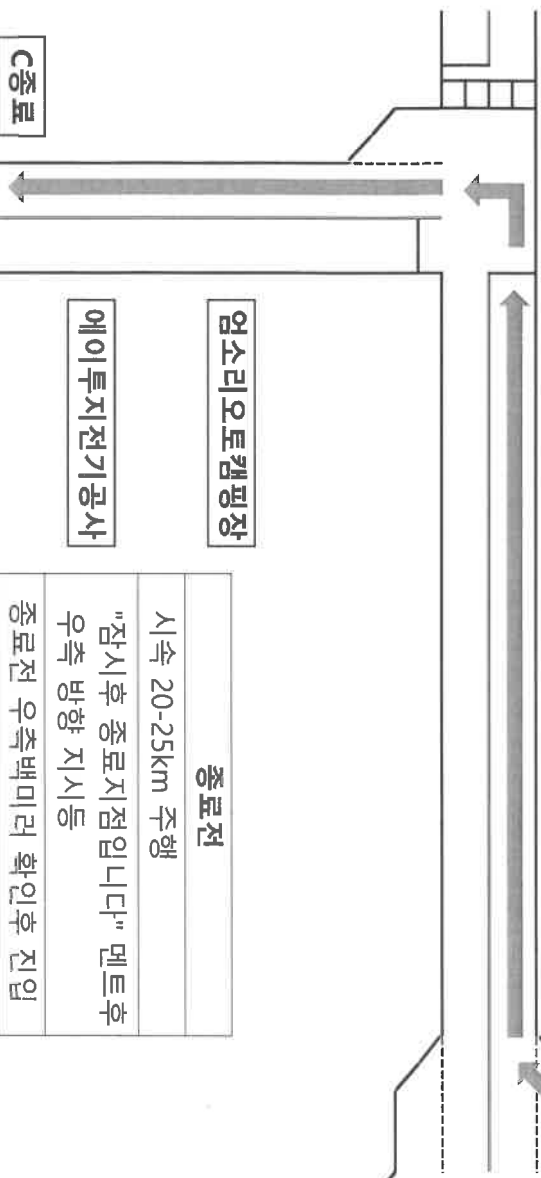 C종료
엄소리오토캠핑장
에이투지전기공사
종료전
시속 20-25km 주행
"잠시후 종료지점입니다" 멘트후
우측 방향 지시등
종료전 우측백미러 확인후 진입